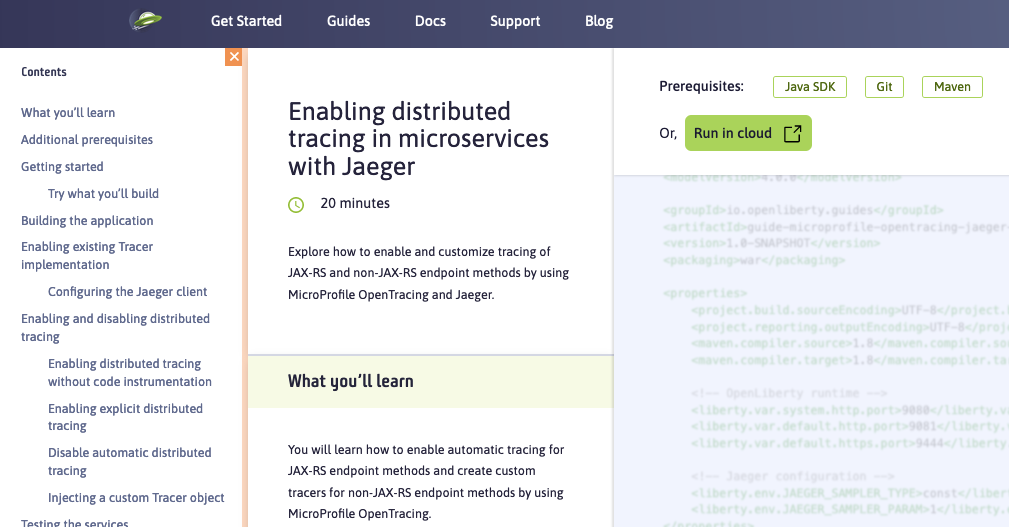 Get Started Guides Docs Support Blog
Contents
What you'll learn
Additional prerequisites
Getting started
Try what you'll build
Building the application
Enabling existing Tracer
implementation
Configuring the Jaeger client
Enabling and disabling distributed
tracing
Enabling distributed tracing
without code instrumentation
Enabling explicit distributed
tracing
Disable automatic distributed
tracing
Injecting a custom Tracer object
Testing the services
Enabling distributed
tracing in microservices
with Jaeger
20 minutes
Explore how to enable and customize tracing of
JAX-RS and non-JAX-RS endpoint methods by using
MicroProfile OpenTracing and Jaeger.
What you'll learn
You will learn how to enable automatic tracing for
JAX-RS endpoint methods and create custom
tracers for non-JAX-RS endpoint methods by using
MicroProfile OpenTracing.
Prerequisites: Java SDK Git Maven
Or, Run in cloud
<modelVersion>4.0.0</modelVersion>
<groupId>io.openliberty.guides</groupId>
<artifactId>guide-microprofile-opentracing-jaeger-
<version>1.0-SNAPSHOT</version>
<packaging>war</packaging>
<properties>
<project.build.sourceEncoding>UTF-8</project.
<project.reporting.outputEncoding>UTF-8</proj
<maven.compiler.source>1.8</maven.compiler.so
<maven.compiler.target>1.8</maven.compiler.ta
<!-- OpenLiberty runtime -->
<liberty.var.system.http.port>9080</liberty.v
<liberty.var.default.http.port>9081</liberty.
<liberty.var.default.https.port>9444</liberty
<!-- Jaeger configuration -->
<liberty.env.JAEGER_SAMPLER_TYPE>const</liber
<liberty.env.JAEGER_SAMPLER_PARAM>1</liberty.
</properties>